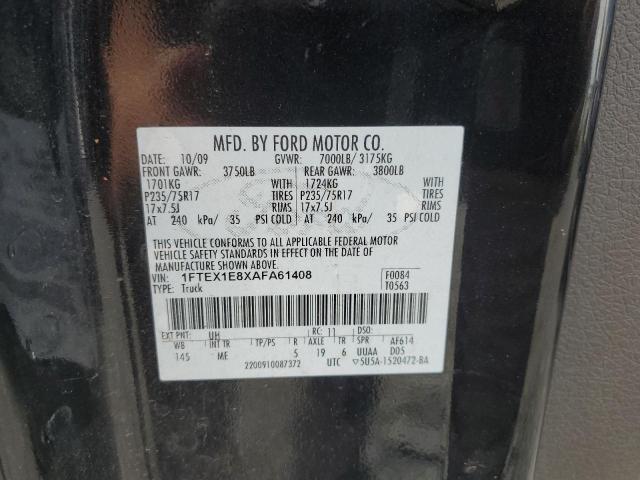 MFD. BY FORD MOTOR CO.
DATE: 10/09 GVWR: 7000LB/ 3175KG
FRONT GAWR: 3750LB REAR GAWR: 3800LB
1701KG WITH 1724KG WITH
P235/75R17 TIRES P235/75R17 TIRES
17x7.5J RIMS 17x7.5J RIMS
AT 240 kPa/ 35 PSI COLD AT 240 kPa/ 35 PSI COLD
THIS VEHICLE CONFORMS TO ALL APPLICABLE FEDERAL MOTOR
VEHICLE SAFETY STANDARDS IN EFFECT ON THE DATE OF
MANUFACTURE SHOWN ABOVE.
VIN: 1FTEX1E8XAFA61408 F0084
TYPE: Truck T0563
EXT PNT: UH RC: 11 DSO:
WB INT TR TP/PS R AXLE TR SPR AF614
145 ME 5 19 6 UUAA D05
2200910087372 UTC ▽5U5A-1520472-BA